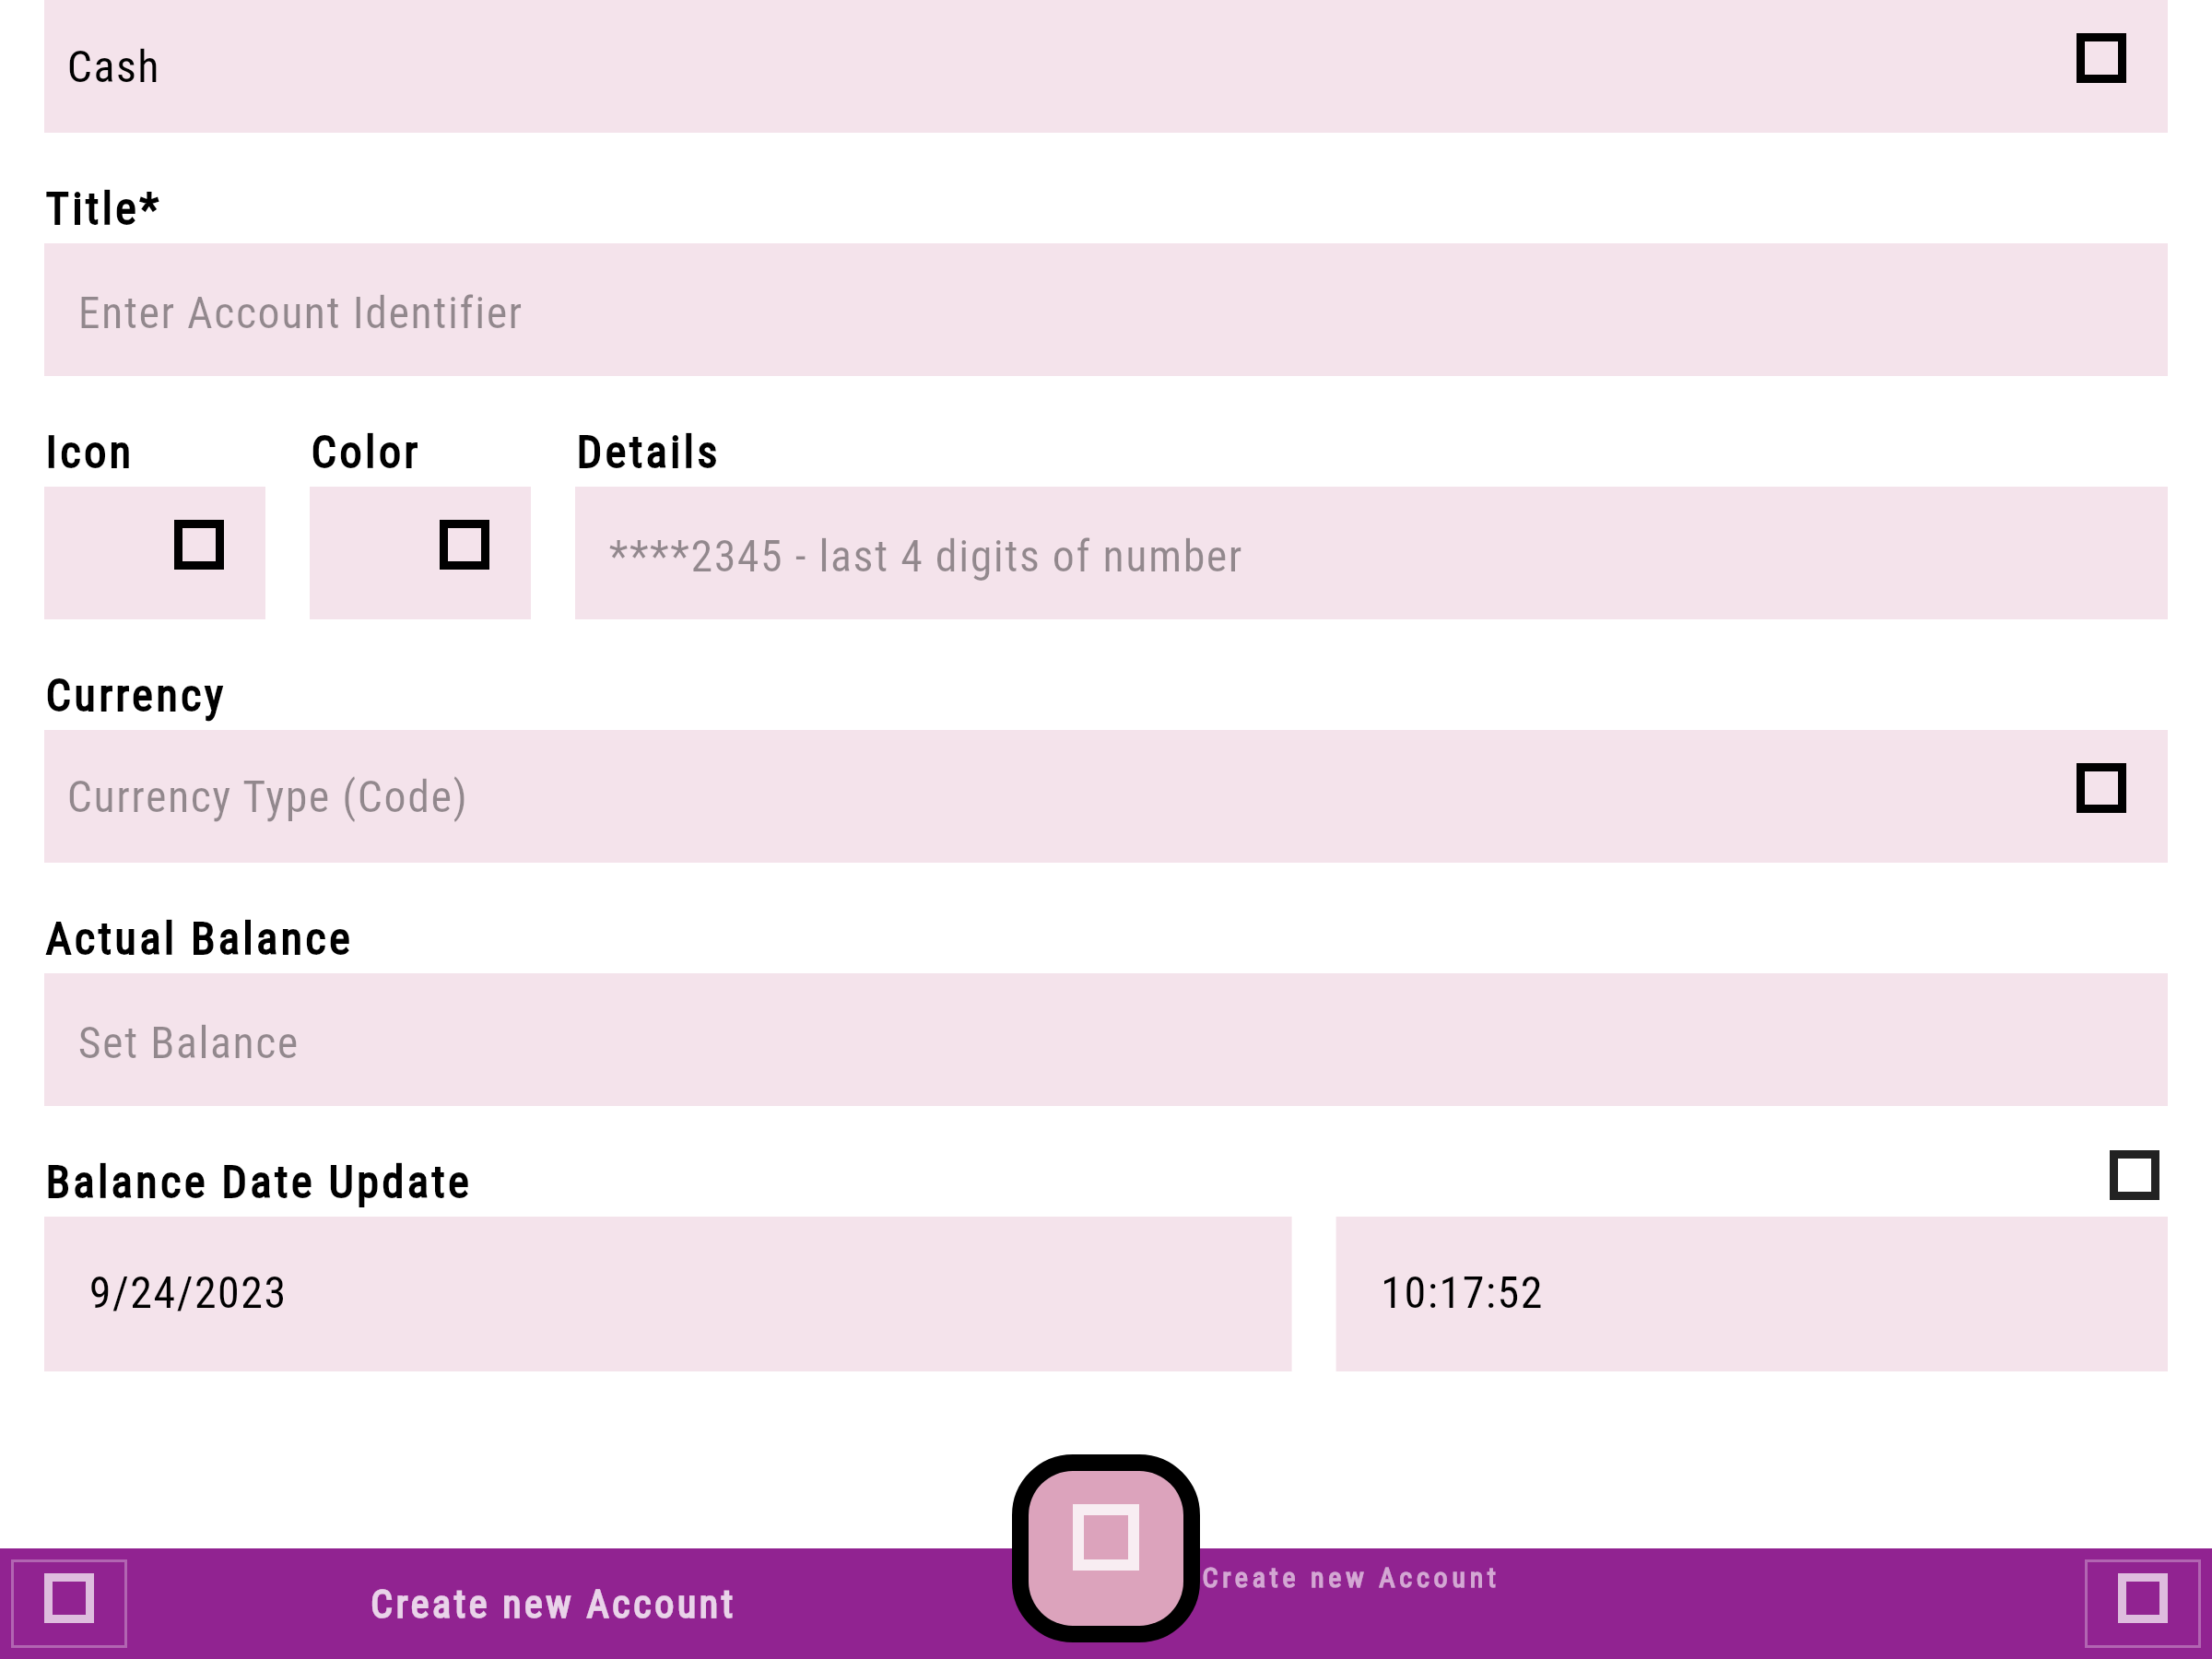 Cash
Title*
Enter Account Identifier
Icon Color Details
****2345 - last 4 digits of number
Currency
Currency Type (Code)
Actual Balance
Set Balance
Balance Date Update
9/24/2023 10:17:52
Create new Account
Create new Account